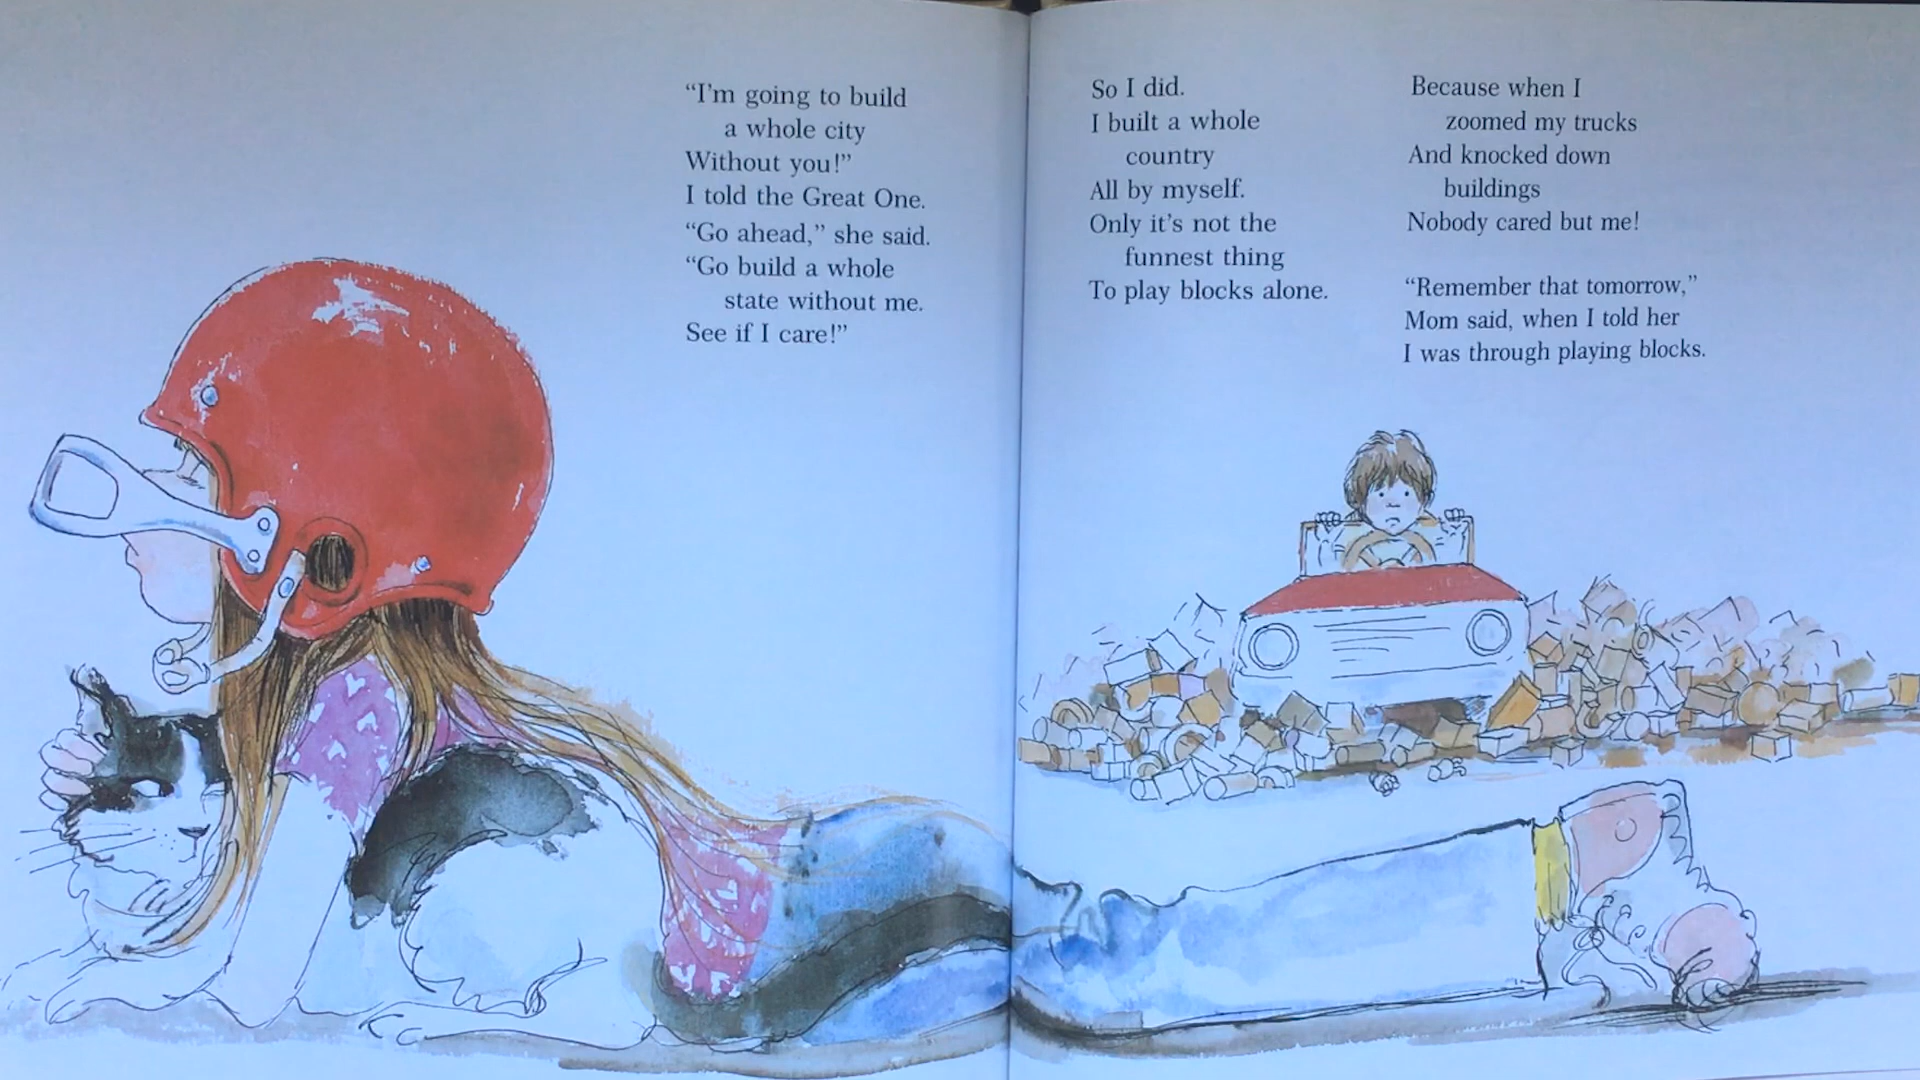 “I'm going to build
a whole city
Without you!”
I told the Great One.
“Go ahead,” she said.
“Go build a whole
state without me.
See if I care!”
So I did.
I built a whole
country
All by myself.
Only it's not the
funnest thing
To play blocks alone.
Because when I
zoomed my trucks
And knocked down
buildings
Nobody cared but me!
“Remember that tomorrow,”
Mom said, when I told her
I was through playing blocks.